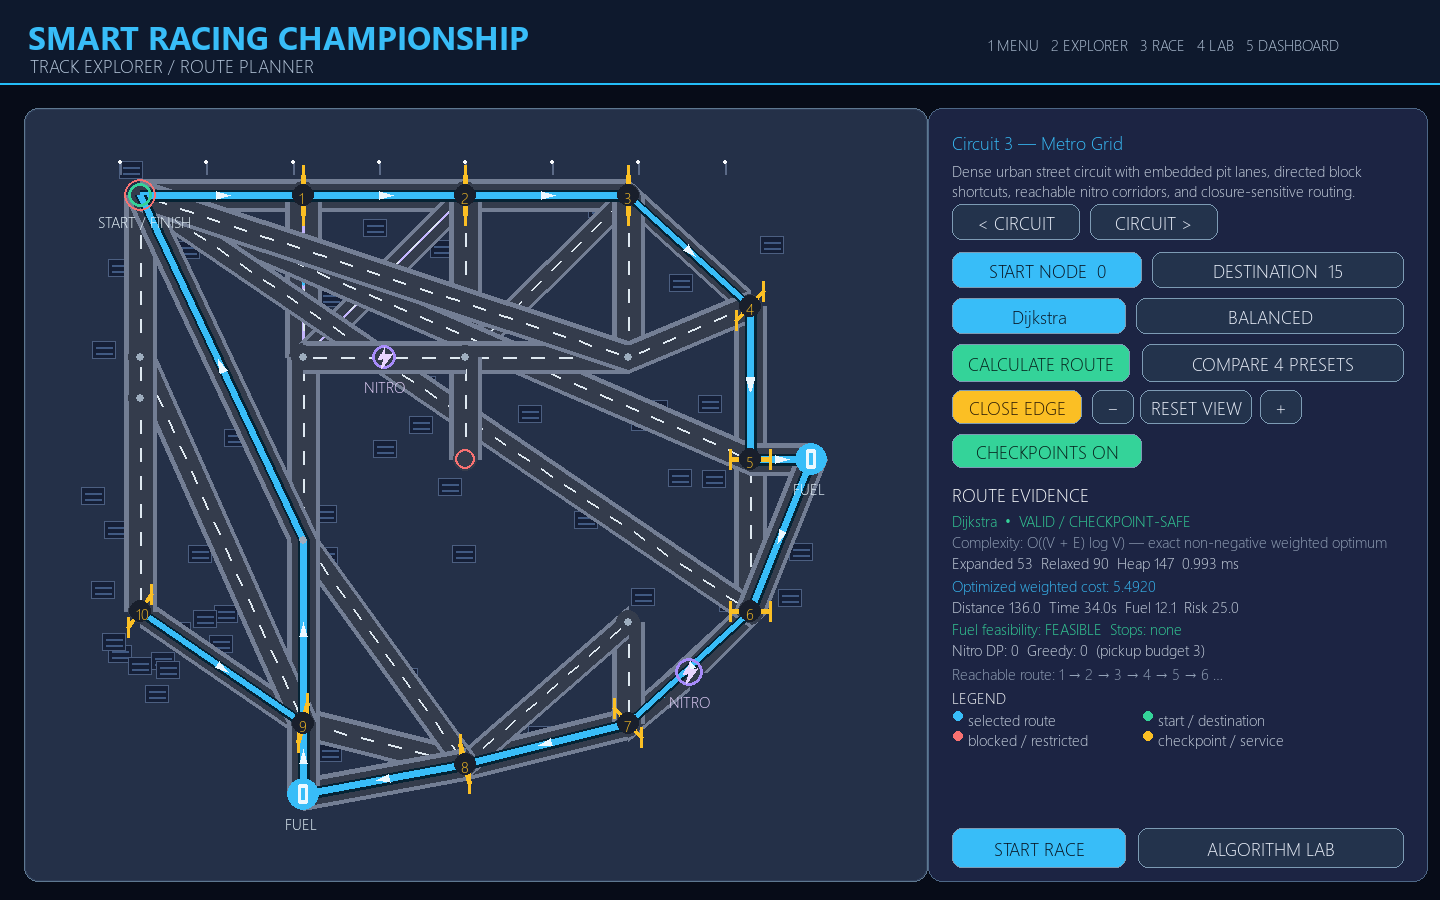 SMART RACING CHAMPIONSHIP
TRACK EXPLORER / ROUTE PLANNER
1 MENU 2 EXPLORER 3 RACE 4 LAB 5 DASHBOARD
START / FINISH
1
2
3
4
NITRO
5
FUEL
10
6
NITRO
7
9
8
FUEL
Circuit 3 — Metro Grid
Dense urban street circuit with embedded pit lanes, directed block
shortcuts, reachable nitro corridors, and closure-sensitive routing.
< CIRCUIT
CIRCUIT >
START NODE 0
DESTINATION 15
Dijkstra
BALANCED
CALCULATE ROUTE
COMPARE 4 PRESETS
CLOSE EDGE
−
RESET VIEW
+
CHECKPOINTS ON
ROUTE EVIDENCE
Dijkstra • VALID / CHECKPOINT-SAFE
Complexity: O((V + E) log V) — exact non-negative weighted optimum
Expanded 53 Relaxed 90 Heap 147 0.993 ms
Optimized weighted cost: 5.4920
Distance 136.0 Time 34.0s Fuel 12.1 Risk 25.0
Fuel feasibility: FEASIBLE Stops: none
Nitro DP: 0 Greedy: 0 (pickup budget 3)
Reachable route: 1 → 2 → 3 → 4 → 5 → 6 ...
LEGEND
selected route
start / destination
blocked / restricted
checkpoint / service
START RACE
ALGORITHM LAB